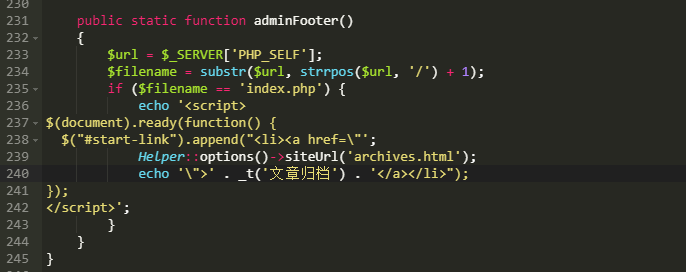 230
231 public static function adminFooter()
232 {
233 $url = $_SERVER['PHP_SELF'];
234 $filename = substr($url, strrpos($url, '/') + 1);
235 if ($filename == 'index.php') {
236 echo '<script>
237 $(document).ready(function() {
238 $("#start-link").append("<li><a href=\"';
239 Helper::options()->siteUrl('archives.html');
240 echo '\">' . _t('文章归档') . '</a></li>");
241 });
242 </script>';
243 }
244 }
245 }